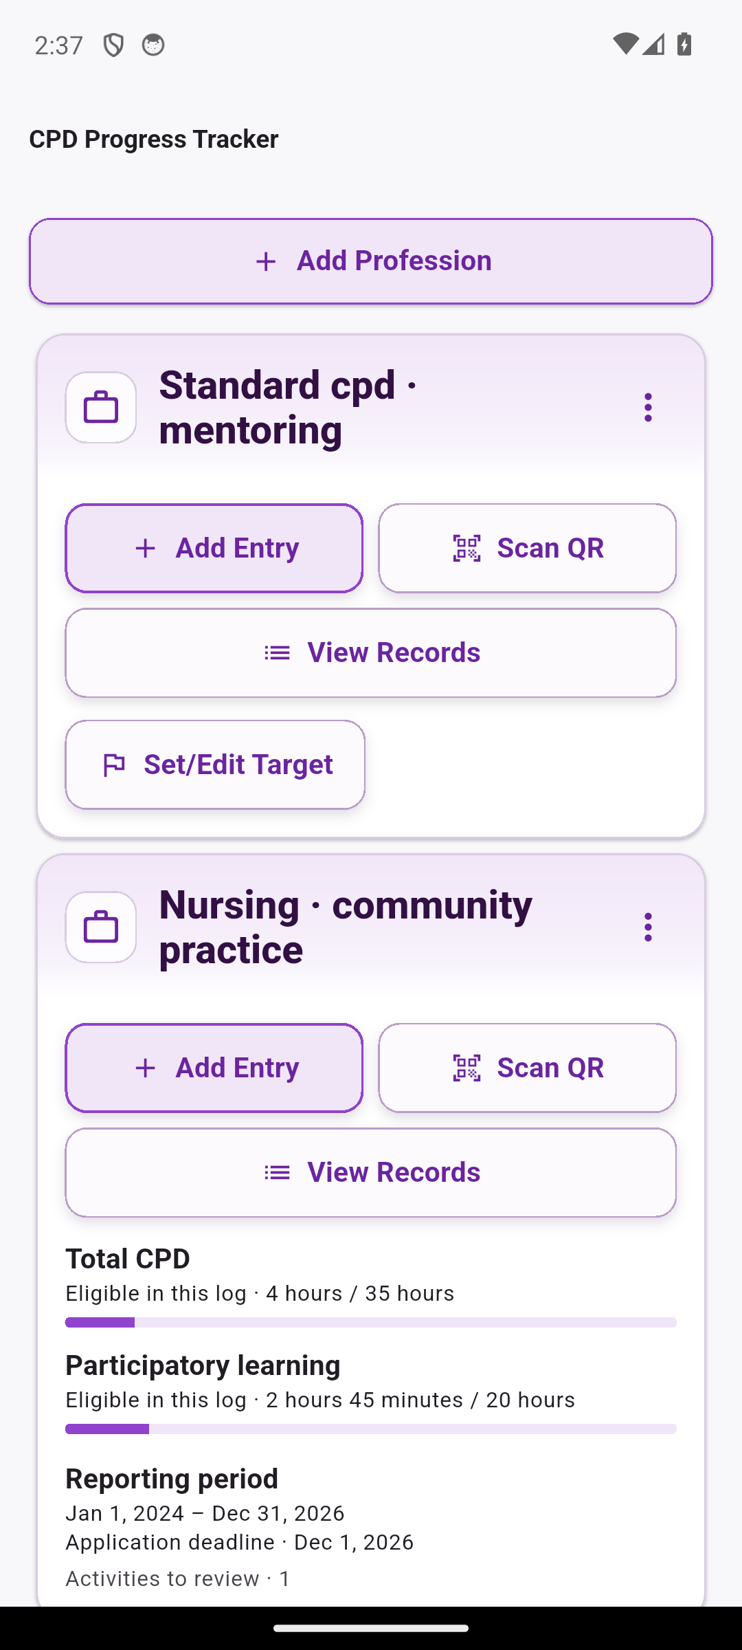 2:37
CPD Progress Tracker
+ Add Profession
Standard cpd ·
mentoring
+ Add Entry
Scan QR
View Records
Set/Edit Target
Nursing · community
practice
+ Add Entry
Scan QR
View Records
Total CPD
Eligible in this log · 4 hours / 35 hours
Participatory learning
Eligible in this log · 2 hours 45 minutes / 20 hours
Reporting period
Jan 1, 2024 – Dec 31, 2026
Application deadline · Dec 1, 2026
Activities to review · 1